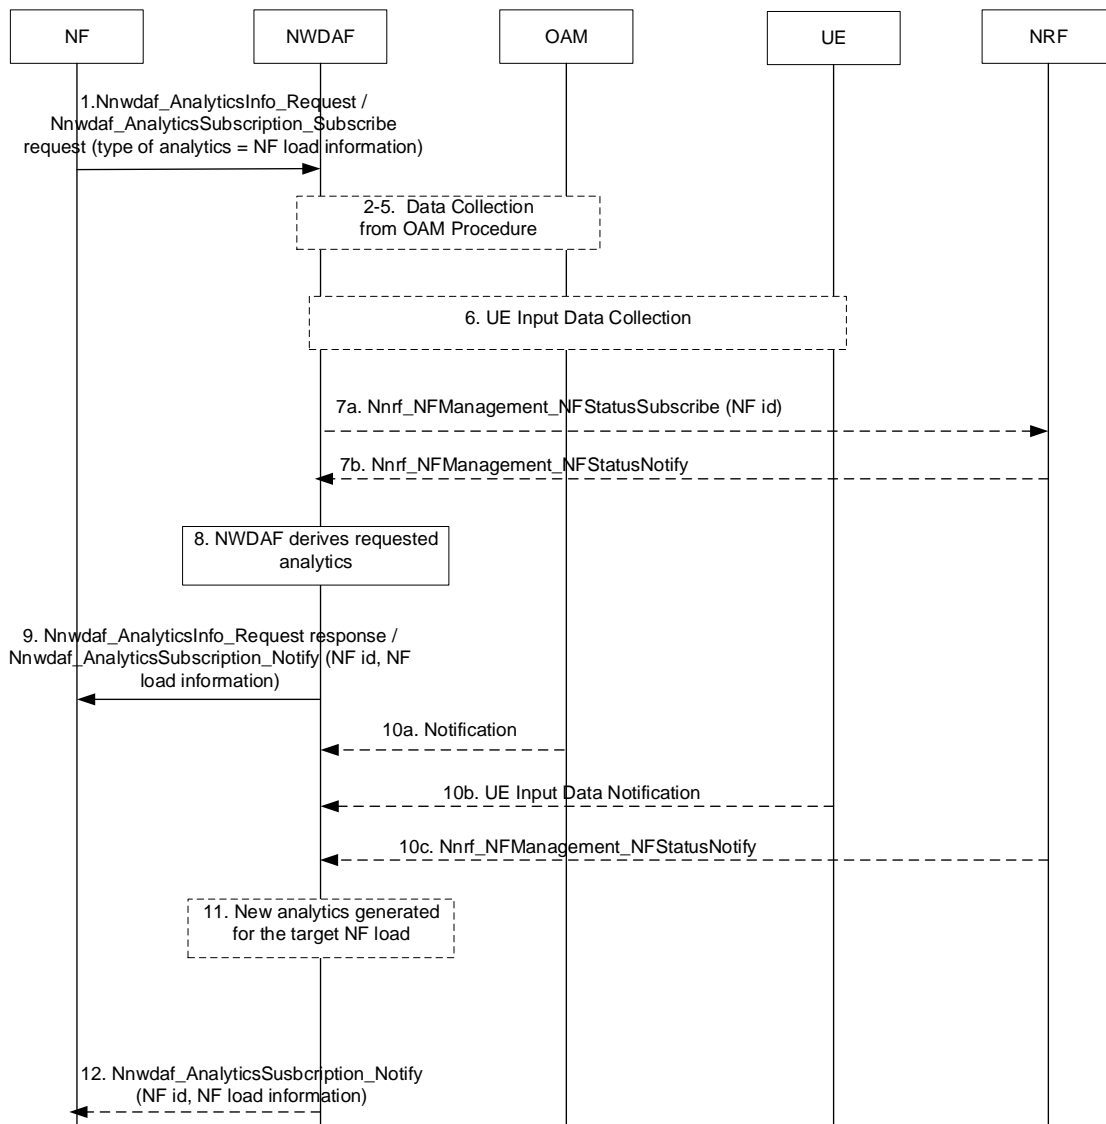 NF
NWDAF
OAM
UE
NRF
1.Nnwdaf_AnalyticsInfo_Request /
Nnwdaf_AnalyticsSubscription_Subscribe
request (type of analytics = NF load information)
2-5.  Data Collection
from OAM Procedure
6. UE Input Data Collection
7a. Nnrf_NFManagement_NFStatusSubscribe (NF id)
7b. Nnrf_NFManagement_NFStatusNotify
8. NWDAF derives requested
analytics
9. Nnwdaf_AnalyticsInfo_Request response /
Nnwdaf_AnalyticsSubscription_Notify (NF id, NF
load information)
10a. Notification
10b. UE Input Data Notification
10c. Nnrf_NFManagement_NFStatusNotify
11. New analytics generated
for the target NF load
12. Nnwdaf_AnalyticsSusbcription_Notify
(NF id, NF load information)